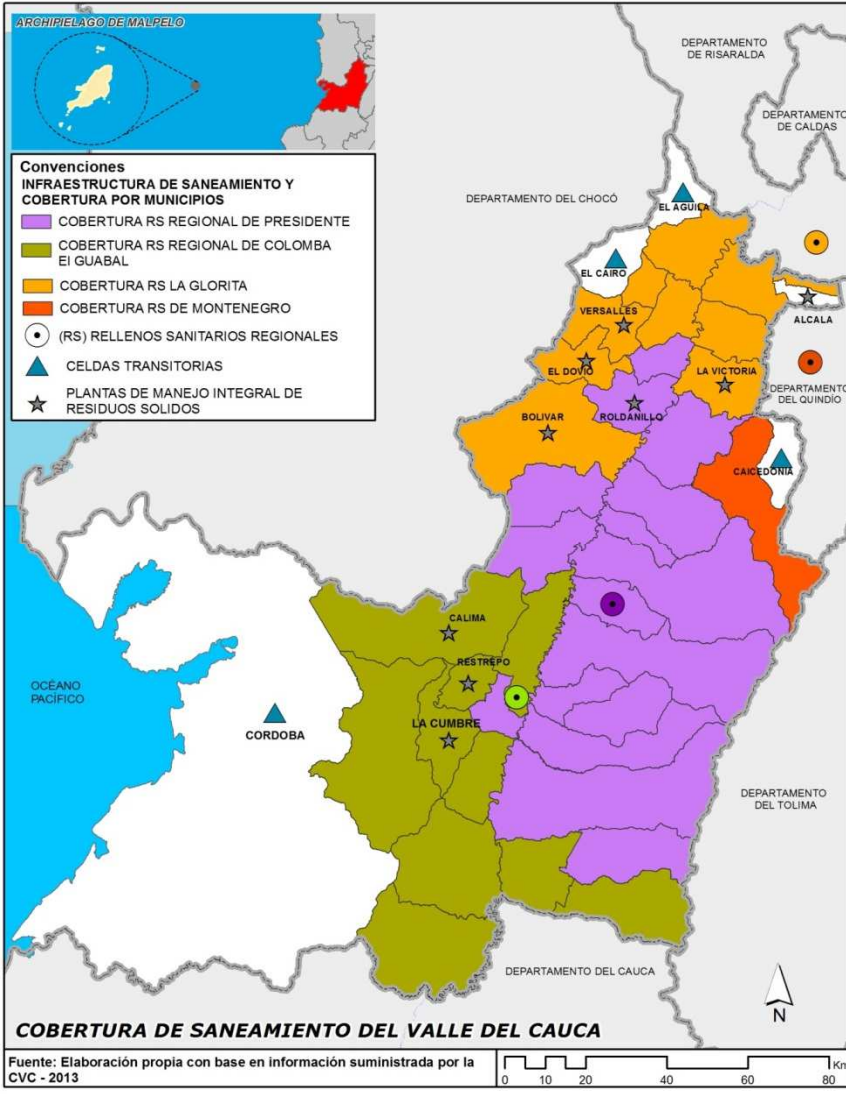 ARCHIPIELAGO DE MALPELO
DEPARTAMENTO
DE RISARALDA
DEPARTAMENTO
DE CALDAS
Convenciones
INFRAESTRUCTURA DE SANEAMIENTO Y
COBERTURA POR MUNICIPIOS
COBERTURA RS REGIONAL DE PRESIDENTE
COBERTURA RS REGIONAL DE COLOMBA
El GUABAL
COBERTURA RS LA GLORITA
COBERTURA RS DE MONTENEGRO
(RS) RELLENOS SANITARIOS REGIONALES
CELDAS TRANSITORIAS
PLANTAS DE MANEJO INTEGRAL DE
RESIDUOS SOLIDOS
DEPARTAMENTO DEL CHOCÓ
EL AGUILA
EL CAIRO
VERSALLES
ALCALA
EL DOVIO
LA VICTORIA
DEPARTAMENTO
DEL QUINDÍO
BOLIVAR
ROLDANILLO
CAICEDONIA
CALIMA
RESTREPO
OCÉANO
PACÍFICO
LA CUMBRE
CORDOBA
DEPARTAMENTO
DEL TOLIMA
DEPARTAMENTO DEL CAUCA
N
COBERTURA DE SANEAMIENTO DEL VALLE DEL CAUCA
Fuente: Elaboración propia con base en información suministrada por la
CVC - 2013
Km
0 10 20 40 60 80